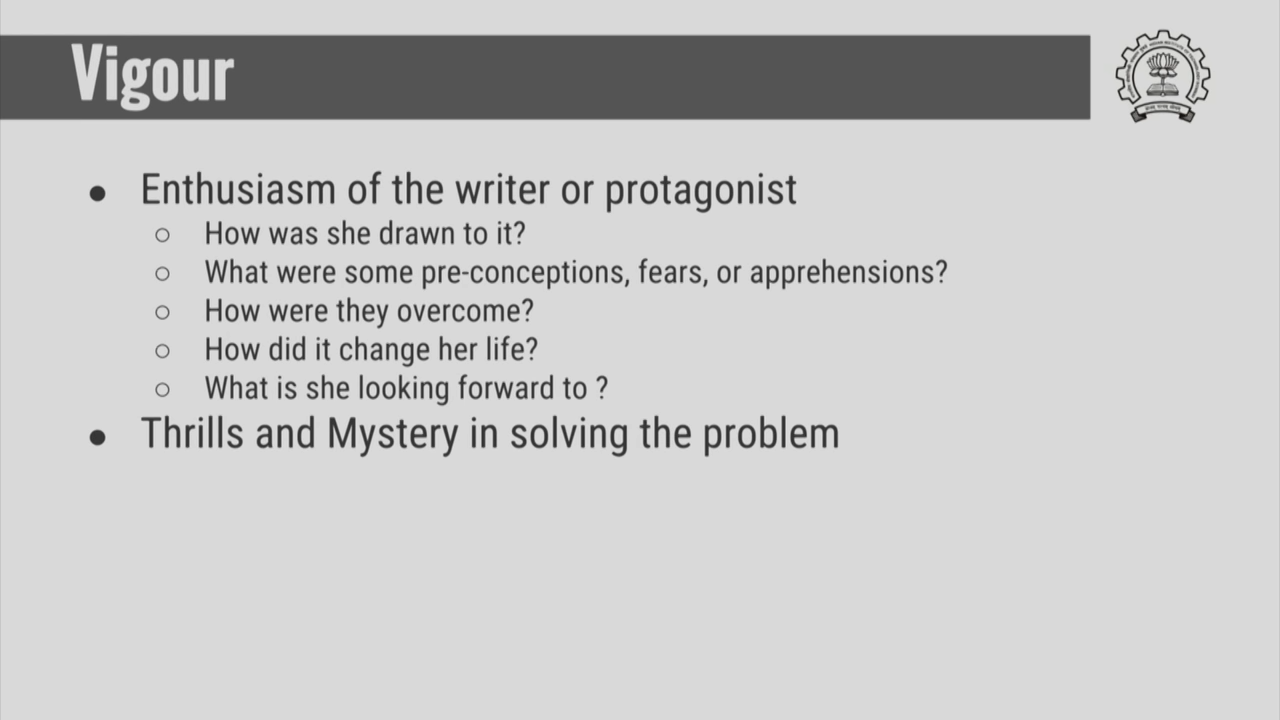 Vigour
● Enthusiasm of the writer or protagonist
○ How was she drawn to it?
○ What were some pre-conceptions, fears, or apprehensions?
○ How were they overcome?
○ How did it change her life?
○ What is she looking forward to ?
● Thrills and Mystery in solving the problem